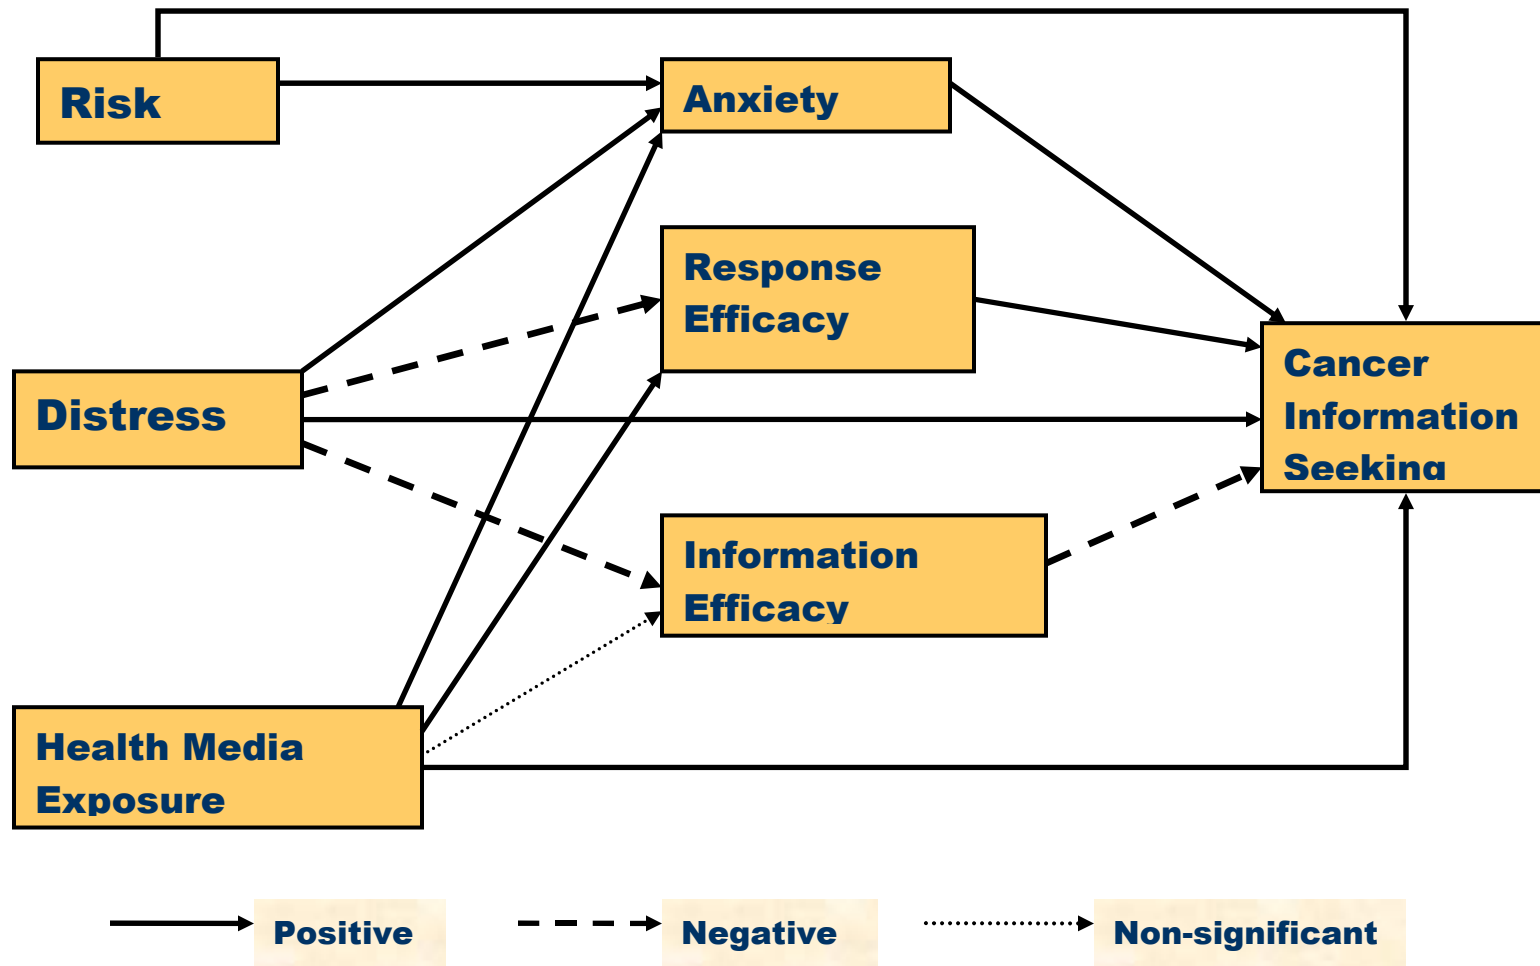 Risk
Anxiety
Response
Efficacy
Distress
Cancer
Information
Seeking
Information
Efficacy
Health Media
Exposure
Positive
Negative
Non-significant